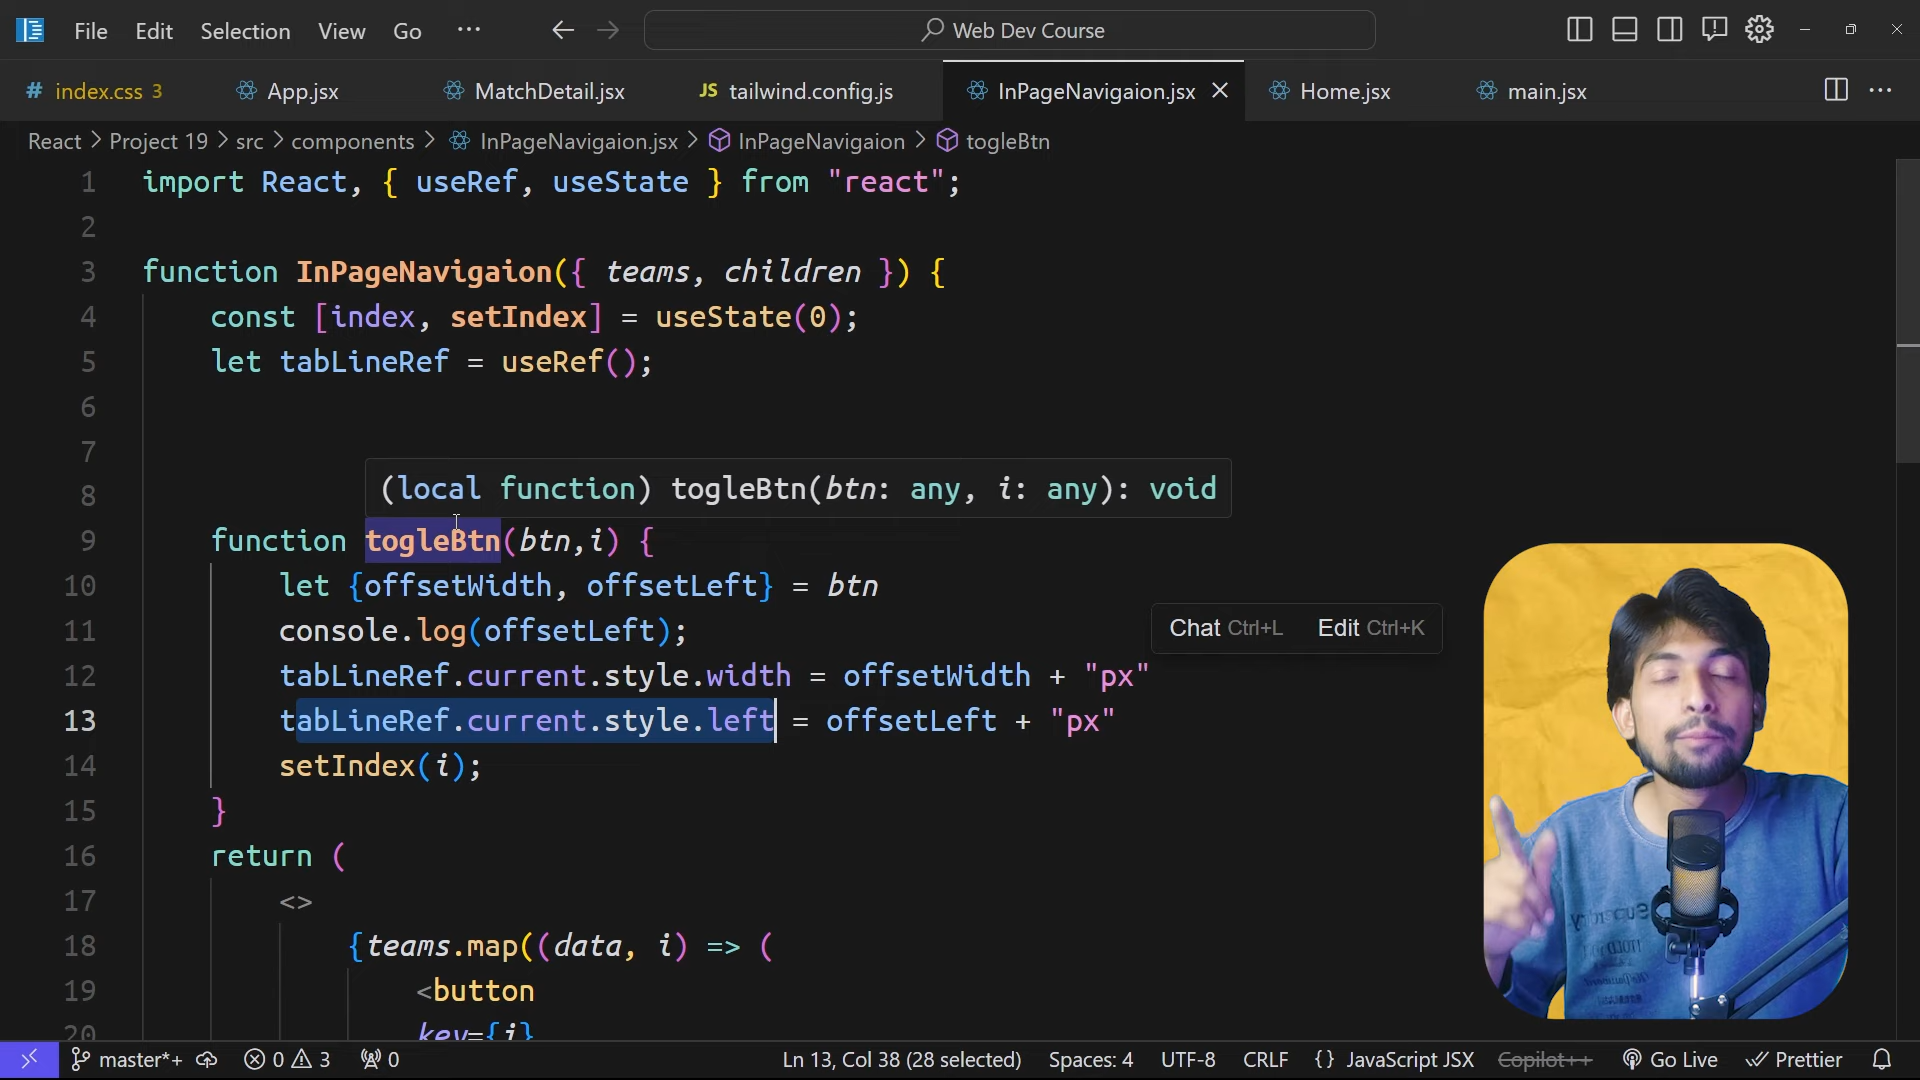 File Edit Selection View Go ··· Web Dev Course
# index.css 3 App.jsx MatchDetail.jsx JS tailwind.config.js InPageNavigaion.jsx Home.jsx main.jsx
React > Project 19 > src > components > InPageNavigaion.jsx > InPageNavigaion > togleBtn
1 import React, { useRef, useState } from "react";
2
3 function InPageNavigaion({ teams, children }) {
4 const [index, setIndex] = useState(0);
5 let tabLineRef = useRef();
6
7
8 (local function) togleBtn(btn: any, i: any): void
9 function togleBtn(btn,i) {
10 let {offsetWidth, offsetLeft} = btn
11 console.log(offsetLeft);
Chat Ctrl+L Edit Ctrl+K
12 tabLineRef.current.style.width = offsetWidth + "px"
13 tabLineRef.current.style.left = offsetLeft + "px"
14 setIndex(i);
15 }
16 return (
17 <>
18 {teams.map((data, i) => (
19 <button
20 key={i}
master*+ 0 3 0 Ln 13, Col 38 (28 selected) Spaces: 4 UTF-8 CRLF {} JavaScript JSX Copilot++ Go Live Prettier